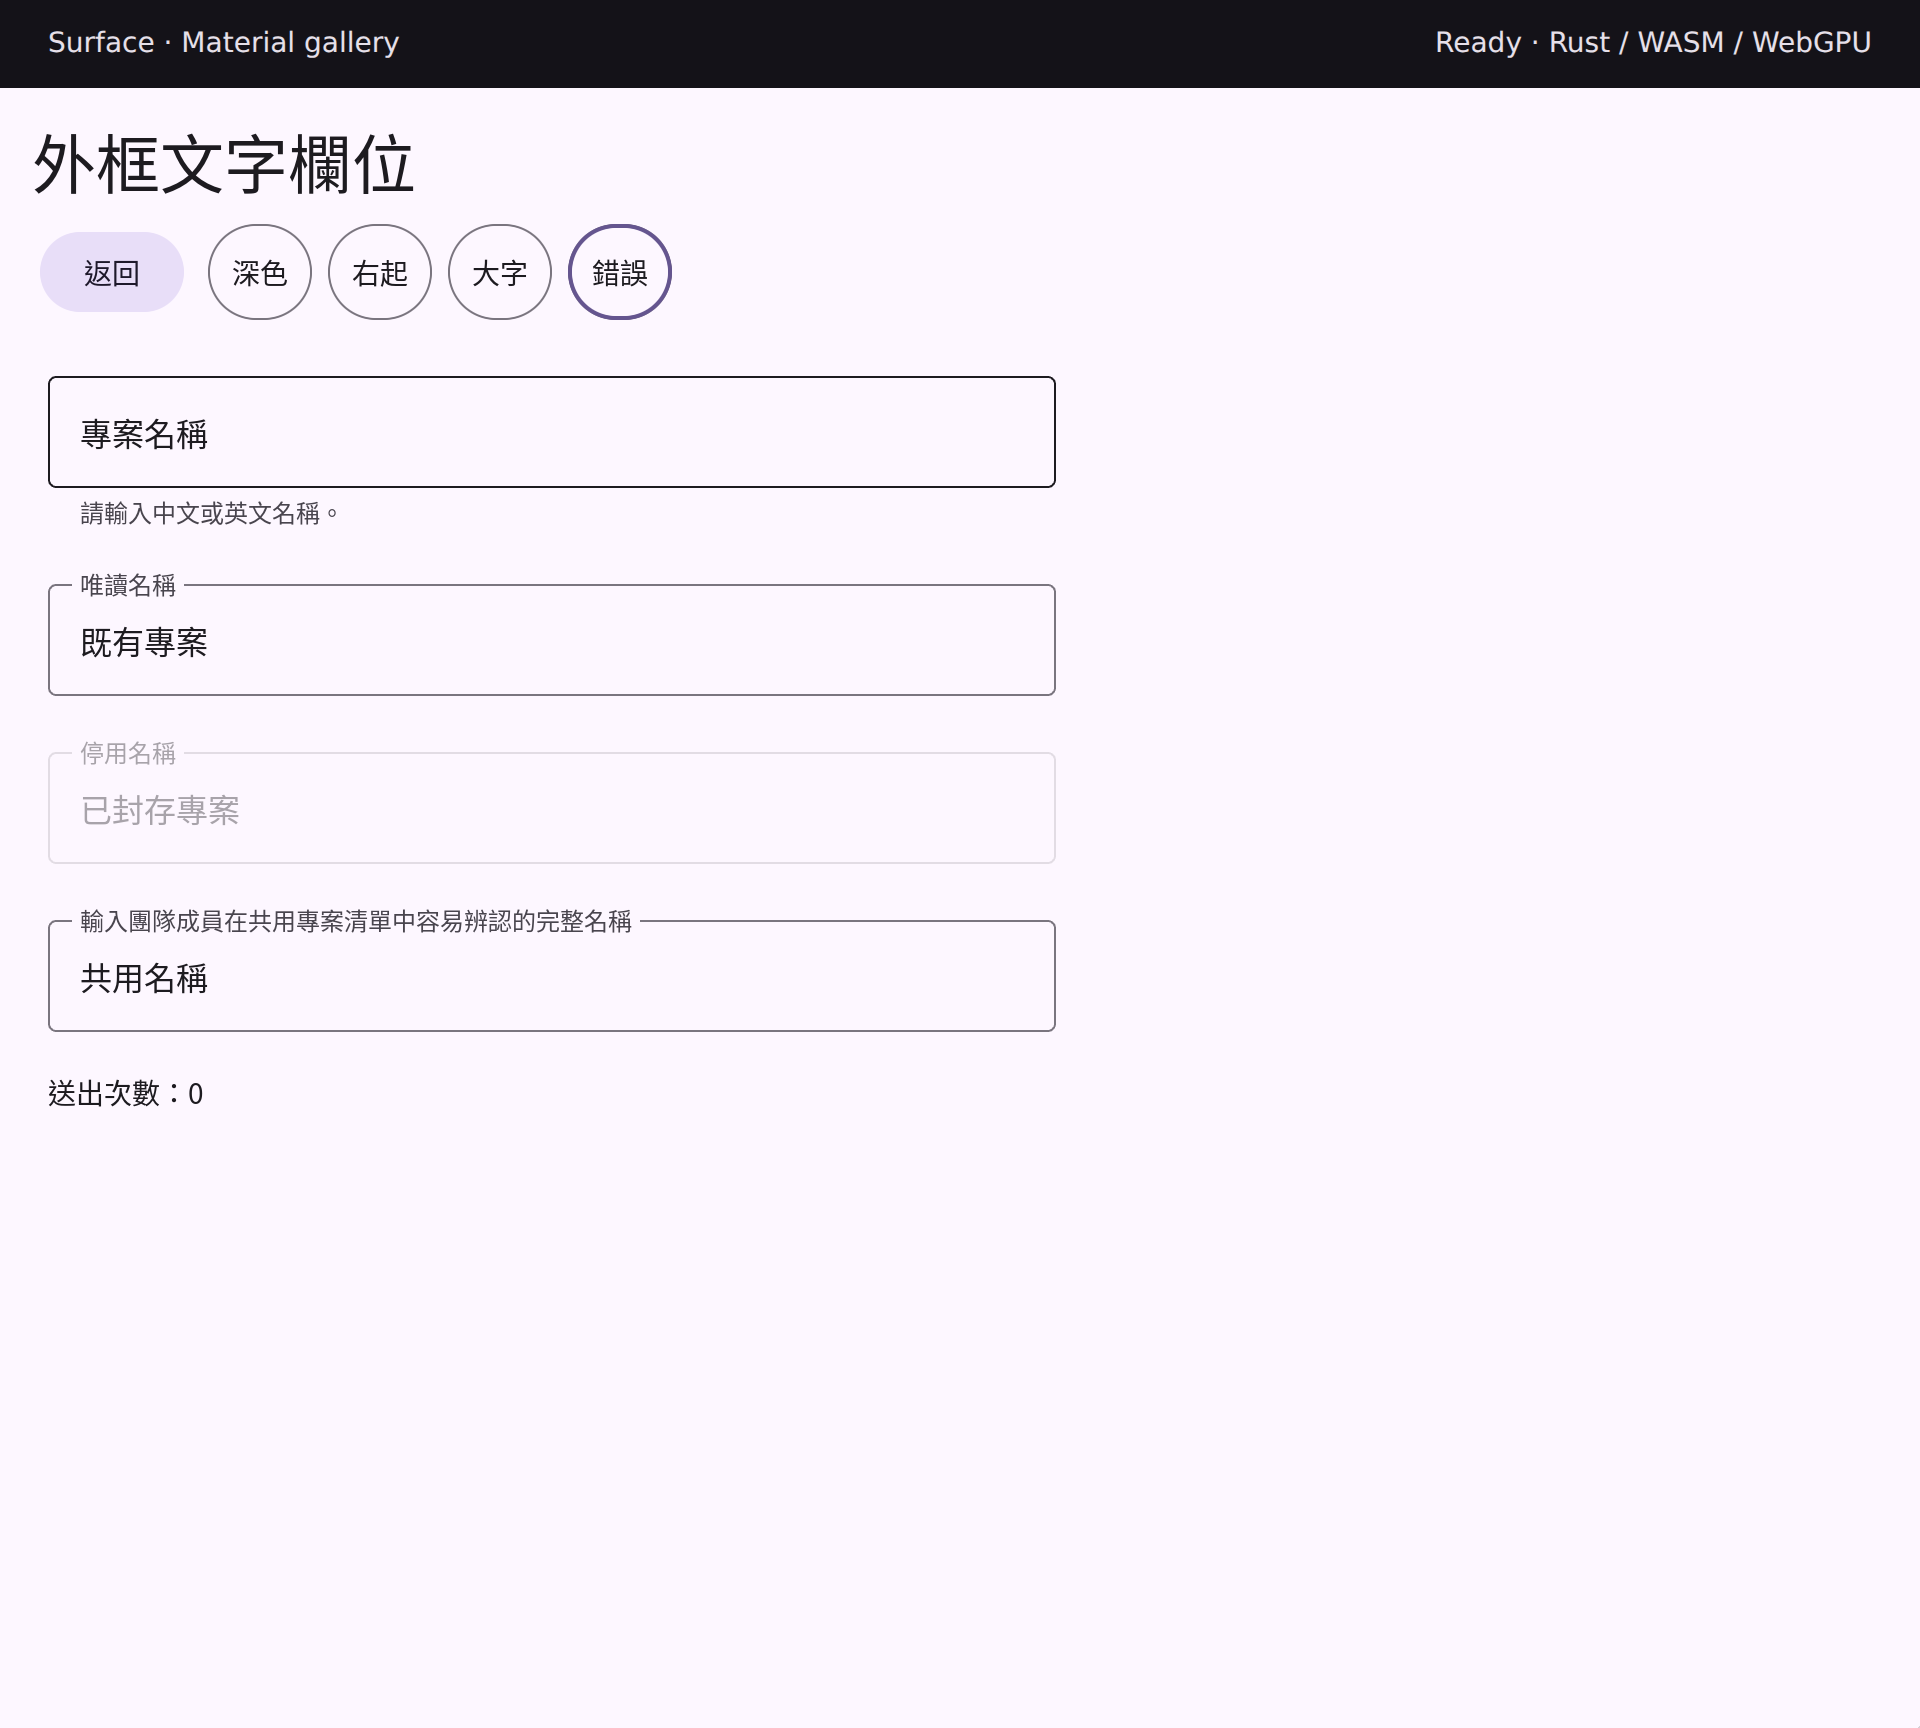 Surface · Material gallery
Ready · Rust / WASM / WebGPU
外框文字欄位
返回
深色
右起
大字
錯誤
專案名稱
請輸入中文或英文名稱。
唯讀名稱
既有專案
停用名稱
已封存專案
輸入團隊成員在共用專案清單中容易辨認的完整名稱
共用名稱
送出次數：0